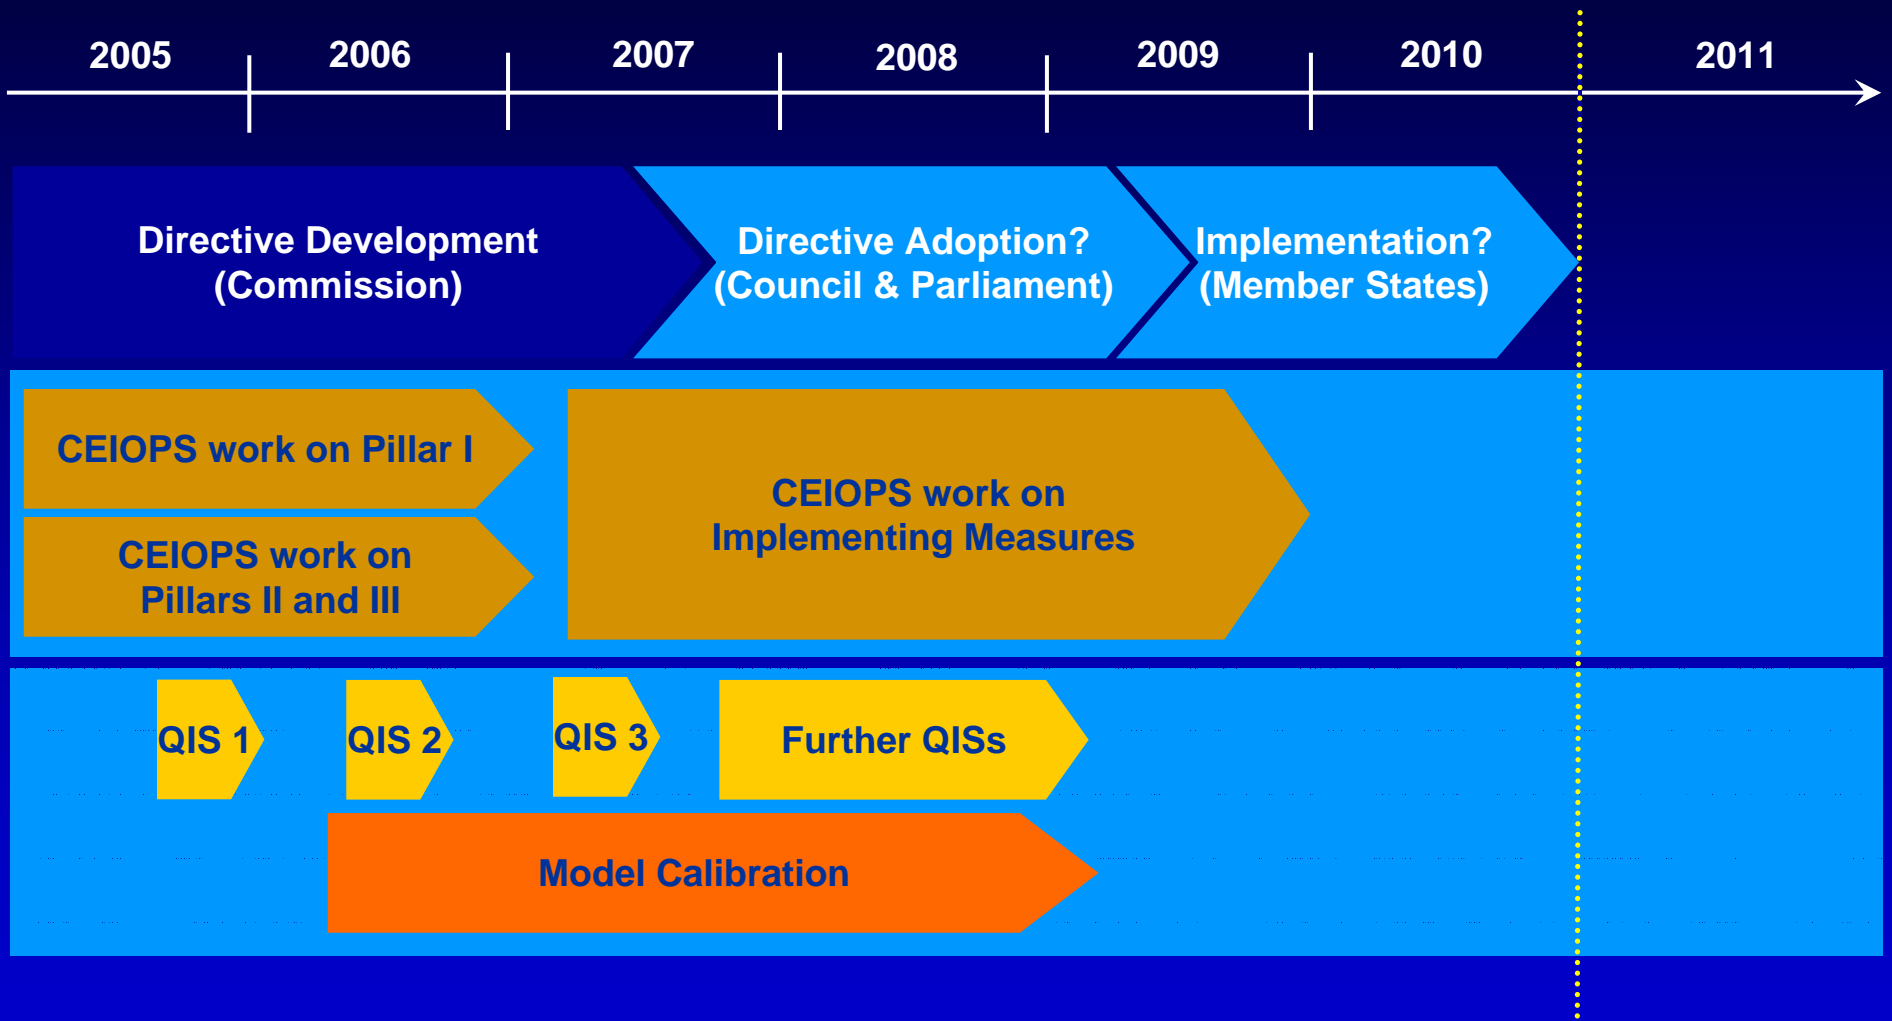 2005
2006
2007
2008
2009
2010
2011
Directive Development
(Commission)
Directive Adoption?
(Council & Parliament)
Implementation?
(Member States)
CEIOPS work on Pillar I
CEIOPS work on
Pillars II and III
CEIOPS work on
Implementing Measures
QIS 1
QIS 2
QIS 3
Further QISs
Model Calibration